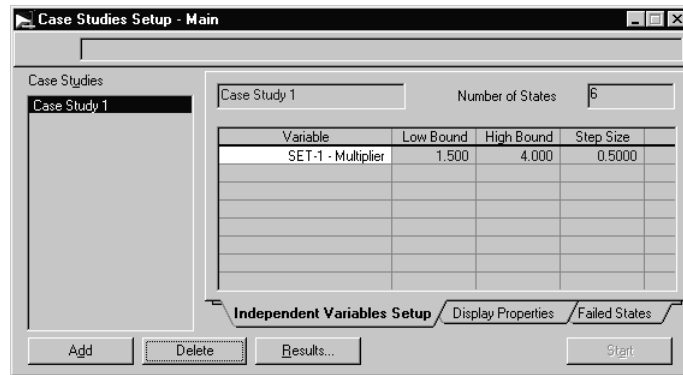 Case Studies Setup - Main
Case Studies
Case Study 1
Case Study 1
Number of States 6
Variable Low Bound High Bound Step Size
SET-1 - Multiplier 1.500 4.000 0.5000
Independent Variables Setup Display Properties Failed States
Add Delete Results... Start